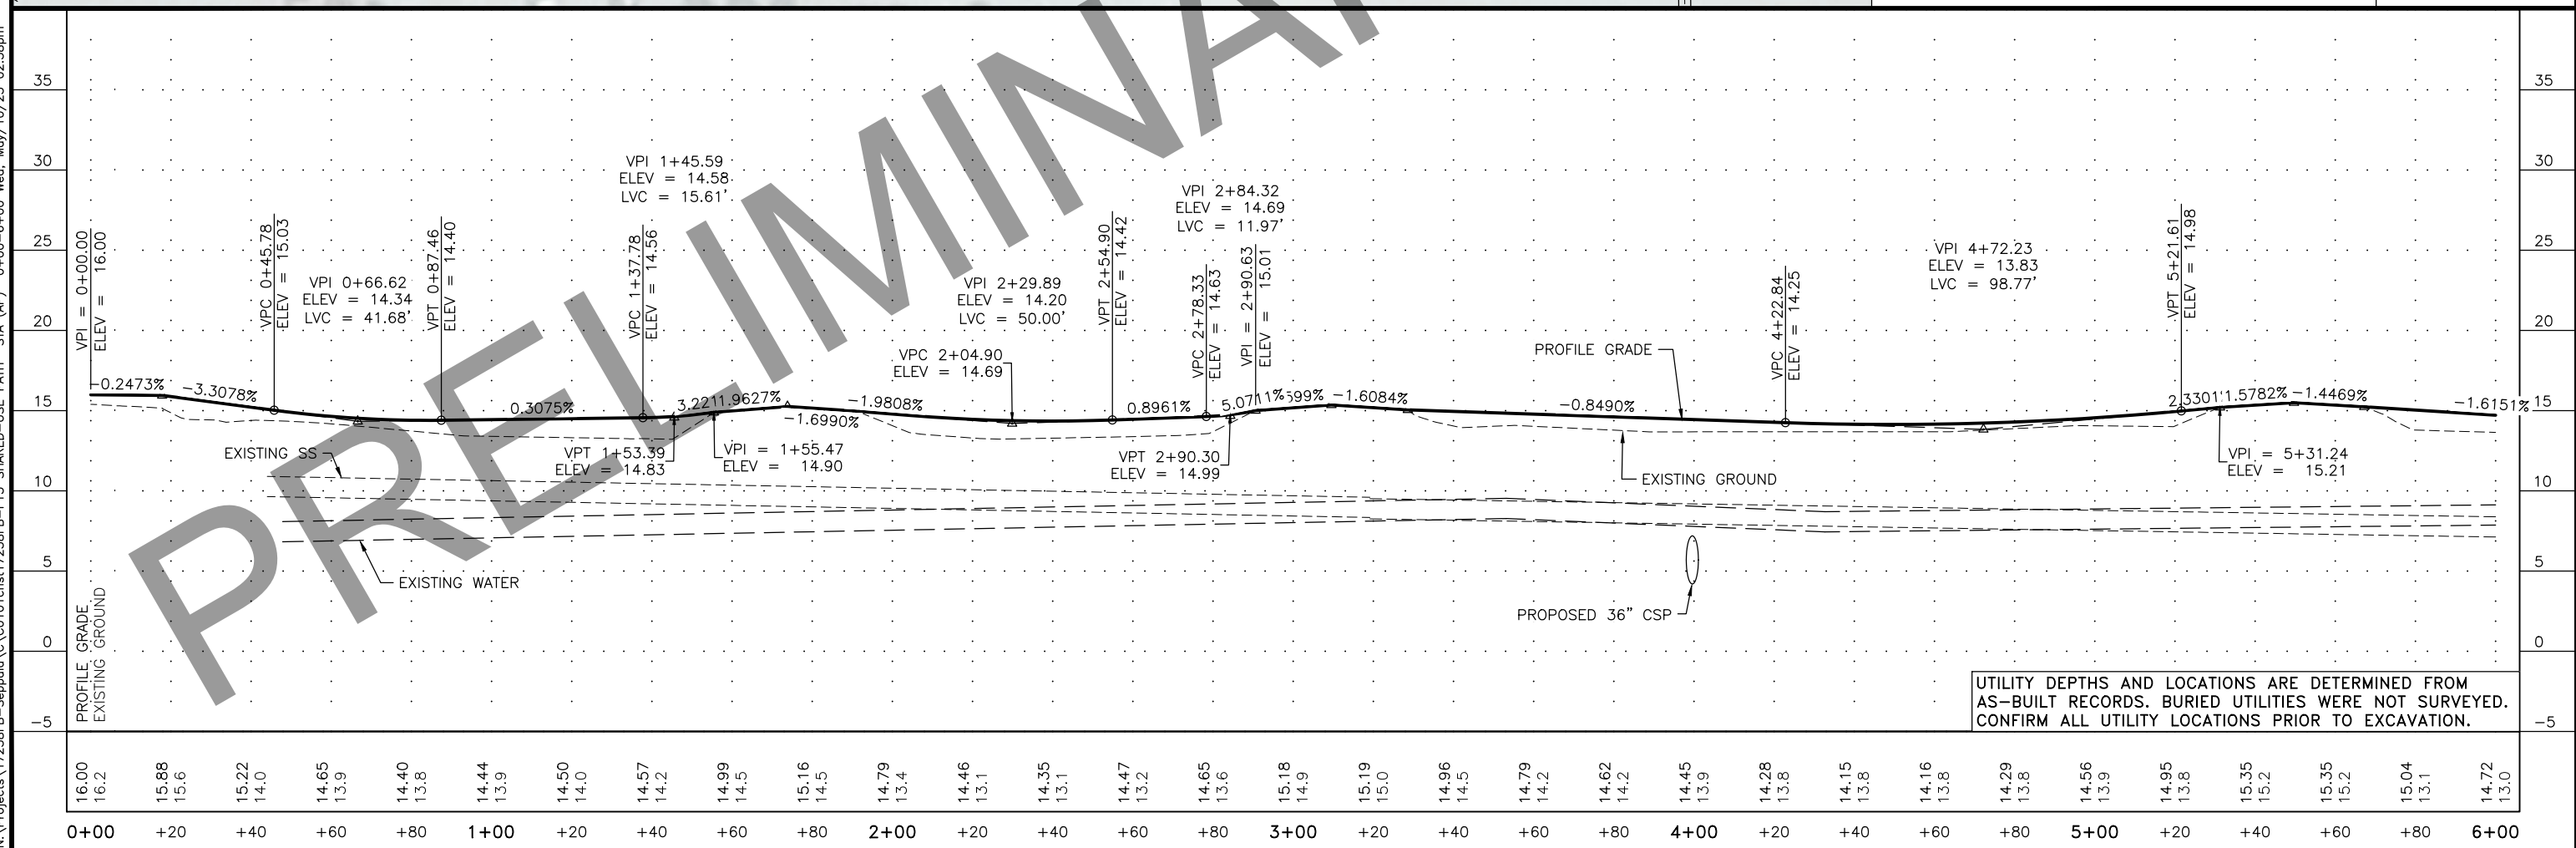 PRELIMINAR
35
30
25
20
15
10
5
0
-5
35
30
25
20
15
10
5
0
-5
VPI = 0+00.00
ELEV = 16.00
VPC 0+45.78
ELEV = 15.03
VPI 0+66.62
ELEV = 14.34
LVC = 41.68'
VPT 0+87.46
ELEV = 14.40
VPI 1+45.59
ELEV = 14.58
LVC = 15.61'
VPC 1+37.78
ELEV = 14.56
VPT 1+53.39
ELEV = 14.83
VPI = 1+55.47
ELEV = 14.90
VPI 2+29.89
ELEV = 14.20
LVC = 50.00'
VPC 2+04.90
ELEV = 14.69
VPT 2+54.90
ELEV = 14.42
VPI 2+84.32
ELEV = 14.69
LVC = 11.97'
VPC 2+78.33
ELEV = 14.63
VPI = 2+90.63
ELEV = 15.01
VPT 2+90.30
ELEV = 14.99
PROFILE GRADE
VPC 4+22.84
ELEV = 14.25
VPI 4+72.23
ELEV = 13.83
LVC = 98.77'
VPT 5+21.61
ELEV = 14.98
VPI = 5+31.24
ELEV = 15.21
-0.2473%
-3.3078%
0.3075%
1.9627%
-1.6990%
-1.9808%
0.8961%
-1.6084%
-0.8490%
1.5782%
-1.4469%
-1.6151%
EXISTING SS
EXISTING WATER
EXISTING GROUND
PROPOSED 36" CSP
PROFILE GRADE
EXISTING GROUND
UTILITY DEPTHS AND LOCATIONS ARE DETERMINED FROM
AS-BUILT RECORDS. BURIED UTILITIES WERE NOT SURVEYED.
CONFIRM ALL UTILITY LOCATIONS PRIOR TO EXCAVATION.
16.00 15.88 15.22 14.65 14.40 14.44 14.50 14.57 14.99 15.16 14.79 14.46 14.35 14.47 14.65 15.18 15.19 14.96 14.79 14.62 14.45 14.28 14.15 14.16 14.29 14.56 14.95 15.35 15.35 15.04 14.72
16.2 15.6 14.0 13.9 13.8 13.9 14.0 14.2 14.5 14.5 13.4 13.1 13.1 13.2 13.6 14.9 15.0 14.5 14.2 14.2 13.9 13.8 13.8 13.8 13.8 13.9 13.8 15.2 15.2 13.1 13.0
0+00 +20 +40 +60 +80 1+00 +20 +40 +60 +80 2+00 +20 +40 +60 +80 3+00 +20 +40 +60 +80 4+00 +20 +40 +60 +80 5+00 +20 +40 +60 +80 6+00